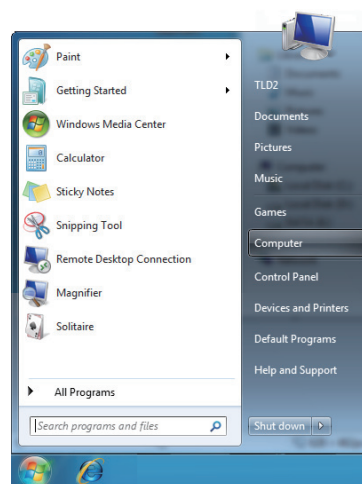 Paint
Getting Started
Windows Media Center
Calculator
Sticky Notes
Snipping Tool
Remote Desktop Connection
Magnifier
Solitaire
All Programs
Search programs and files
TLD2
Documents
Pictures
Music
Games
Computer
Control Panel
Devices and Printers
Default Programs
Help and Support
Shut down